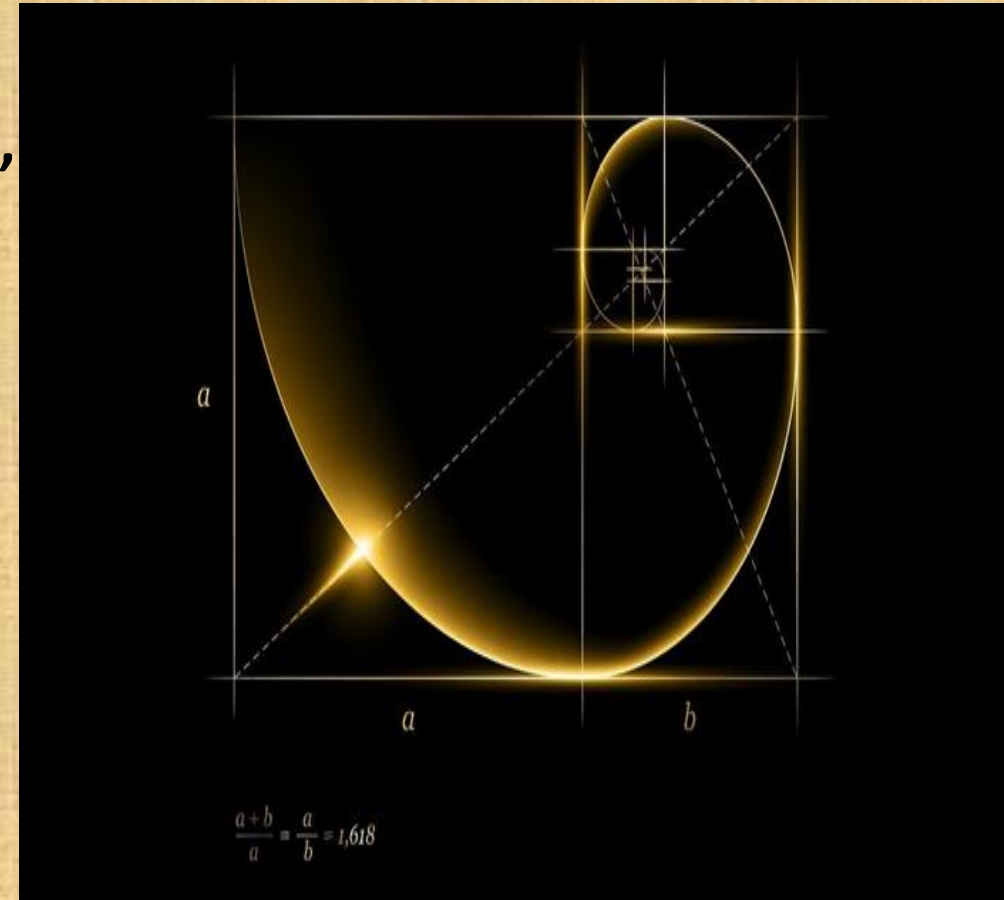 ,
a
a b
a+b/a = a/b = 1,618